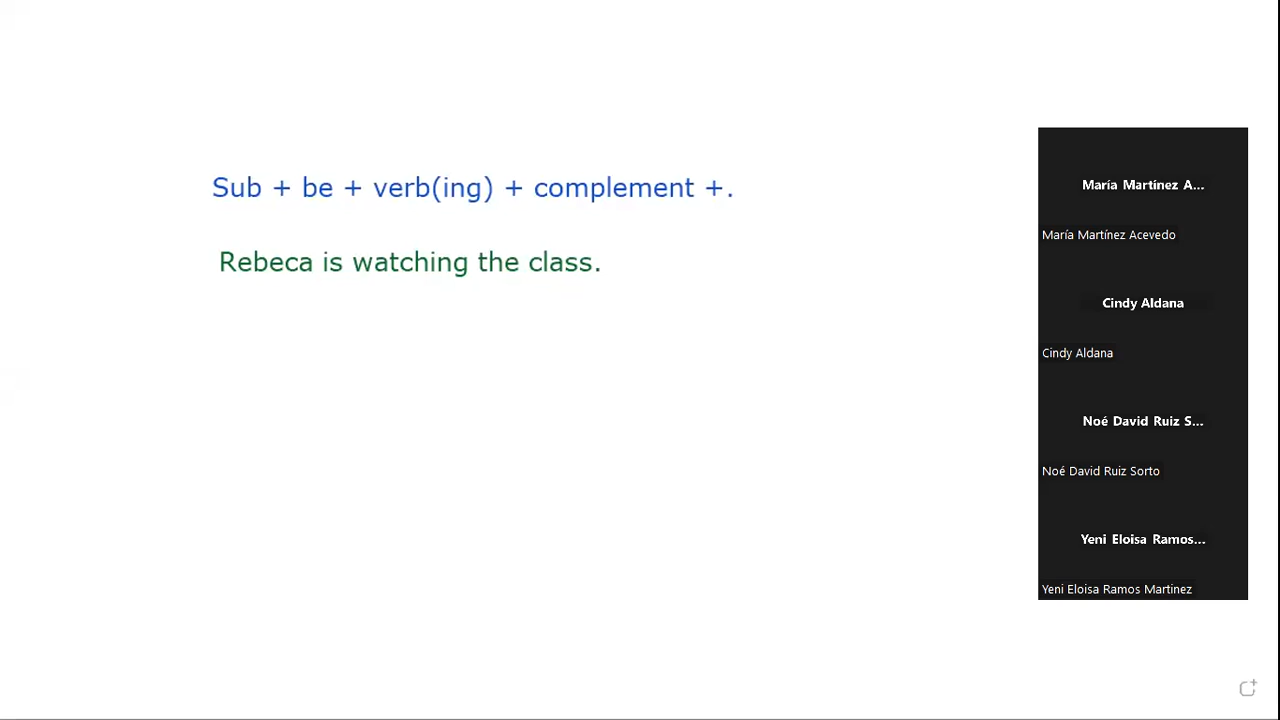 Sub + be + verb(ing) + complement +.
Rebeca is watching the class.
María Martínez A...
María Martínez Acevedo
Cindy Aldana
Cindy Aldana
Noé David Ruiz S...
Noé David Ruiz Sorto
Yeni Eloisa Ramos...
Yeni Eloisa Ramos Martinez